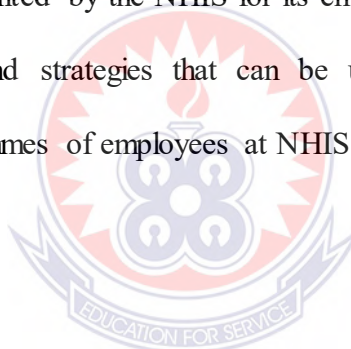 by the NHIS for its
strategies that can be
of employees at NHIS
EDUCATION FOR SERVICE